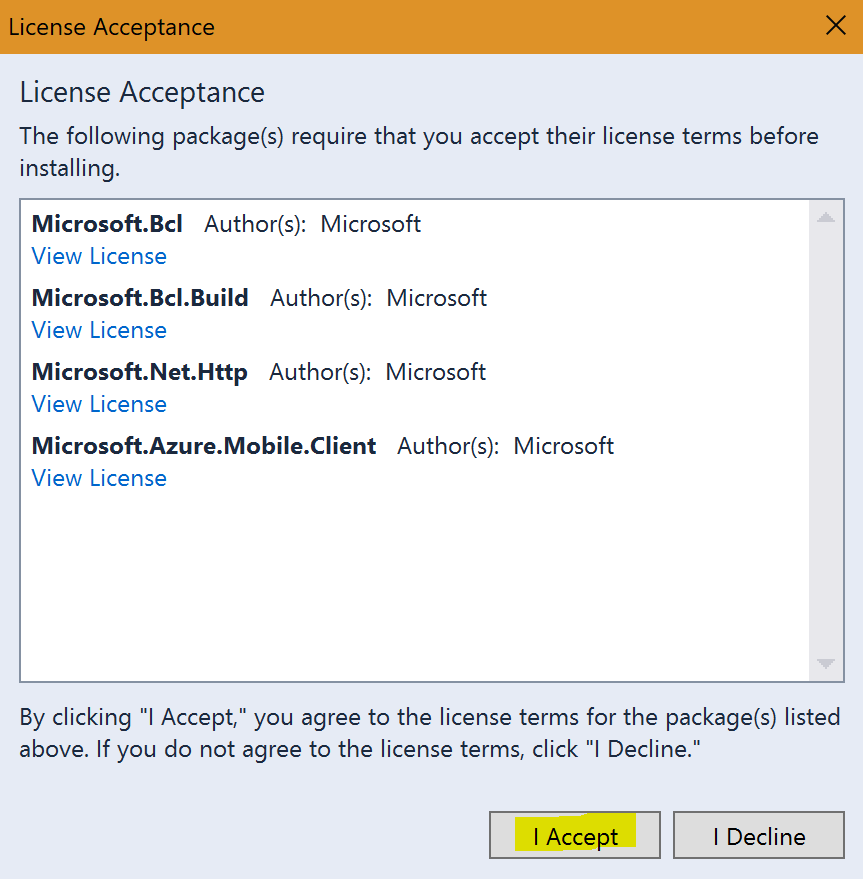 License Acceptance
License Acceptance
The following package(s) require that you accept their license terms before
installing.
Microsoft.Bcl Author(s): Microsoft
View License
Microsoft.Bcl.Build Author(s): Microsoft
View License
Microsoft.Net.Http Author(s): Microsoft
View License
Microsoft.Azure.Mobile.Client Author(s): Microsoft
View License
By clicking "I Accept," you agree to the license terms for the package(s) listed
above. If you do not agree to the license terms, click "I Decline."
I Accept I Decline